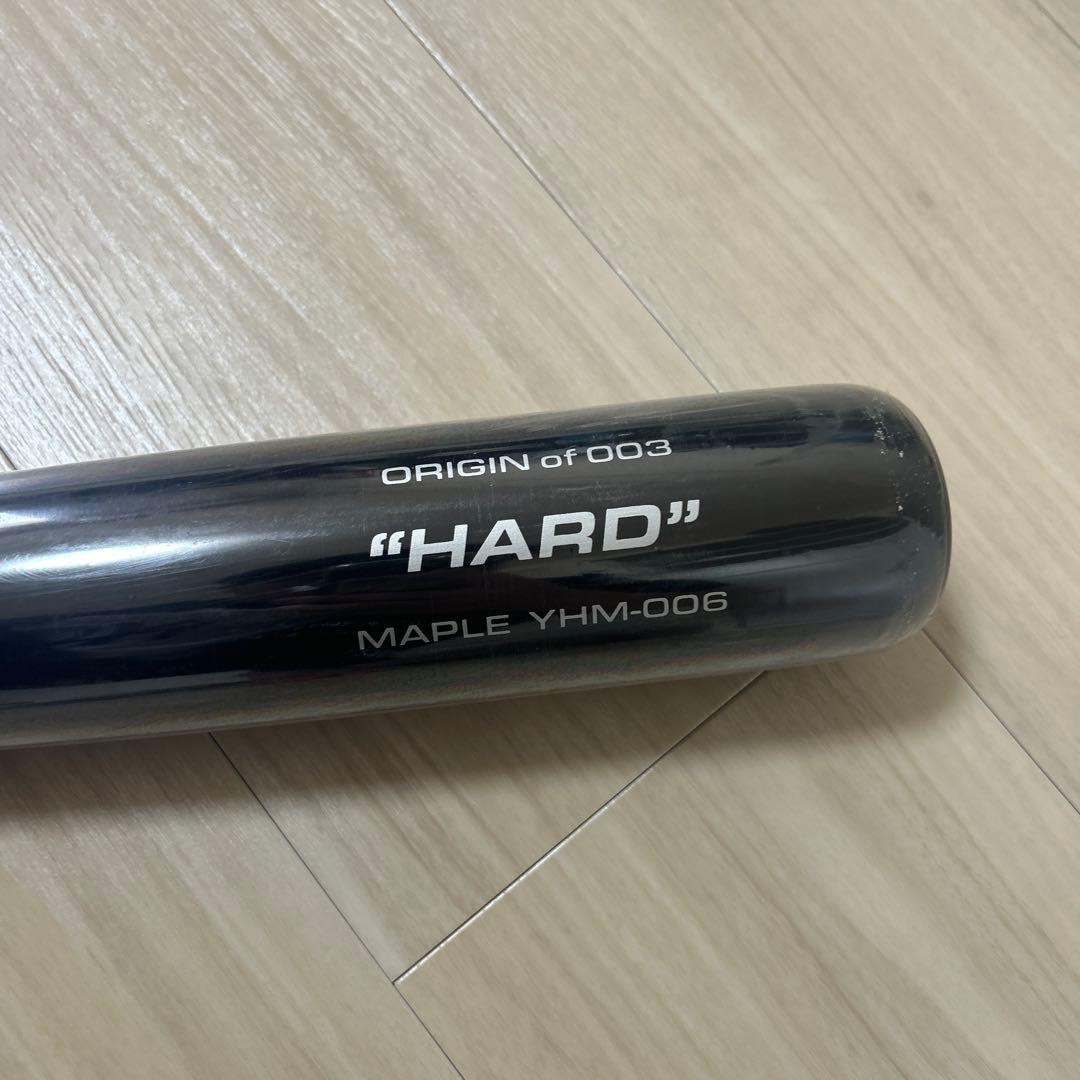 ORIGIN of 003
“HARD”
MAPLE YHM-006